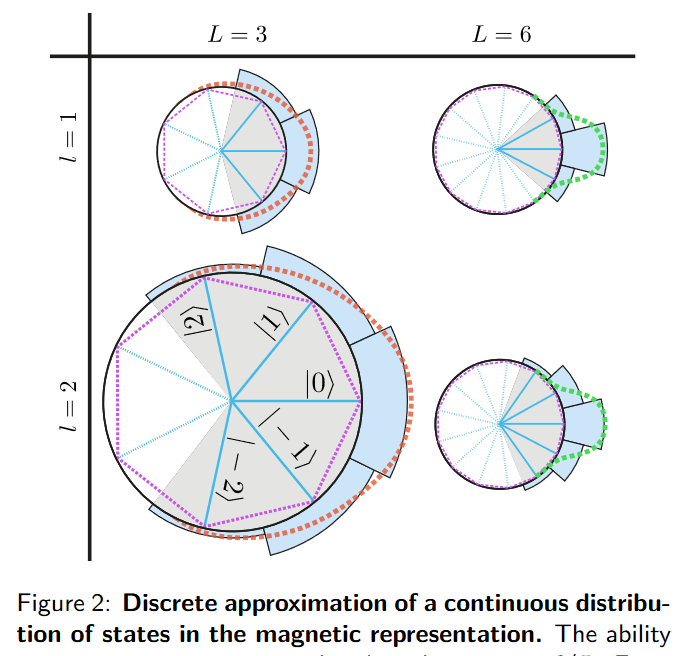 L = 3
L = 6
l = 1
l = 2
|2⟩
|1⟩
|0⟩
|−1⟩
|−2⟩
Figure 2: Discrete approximation of a continuous distribu-
tion of states in the magnetic representation. The ability